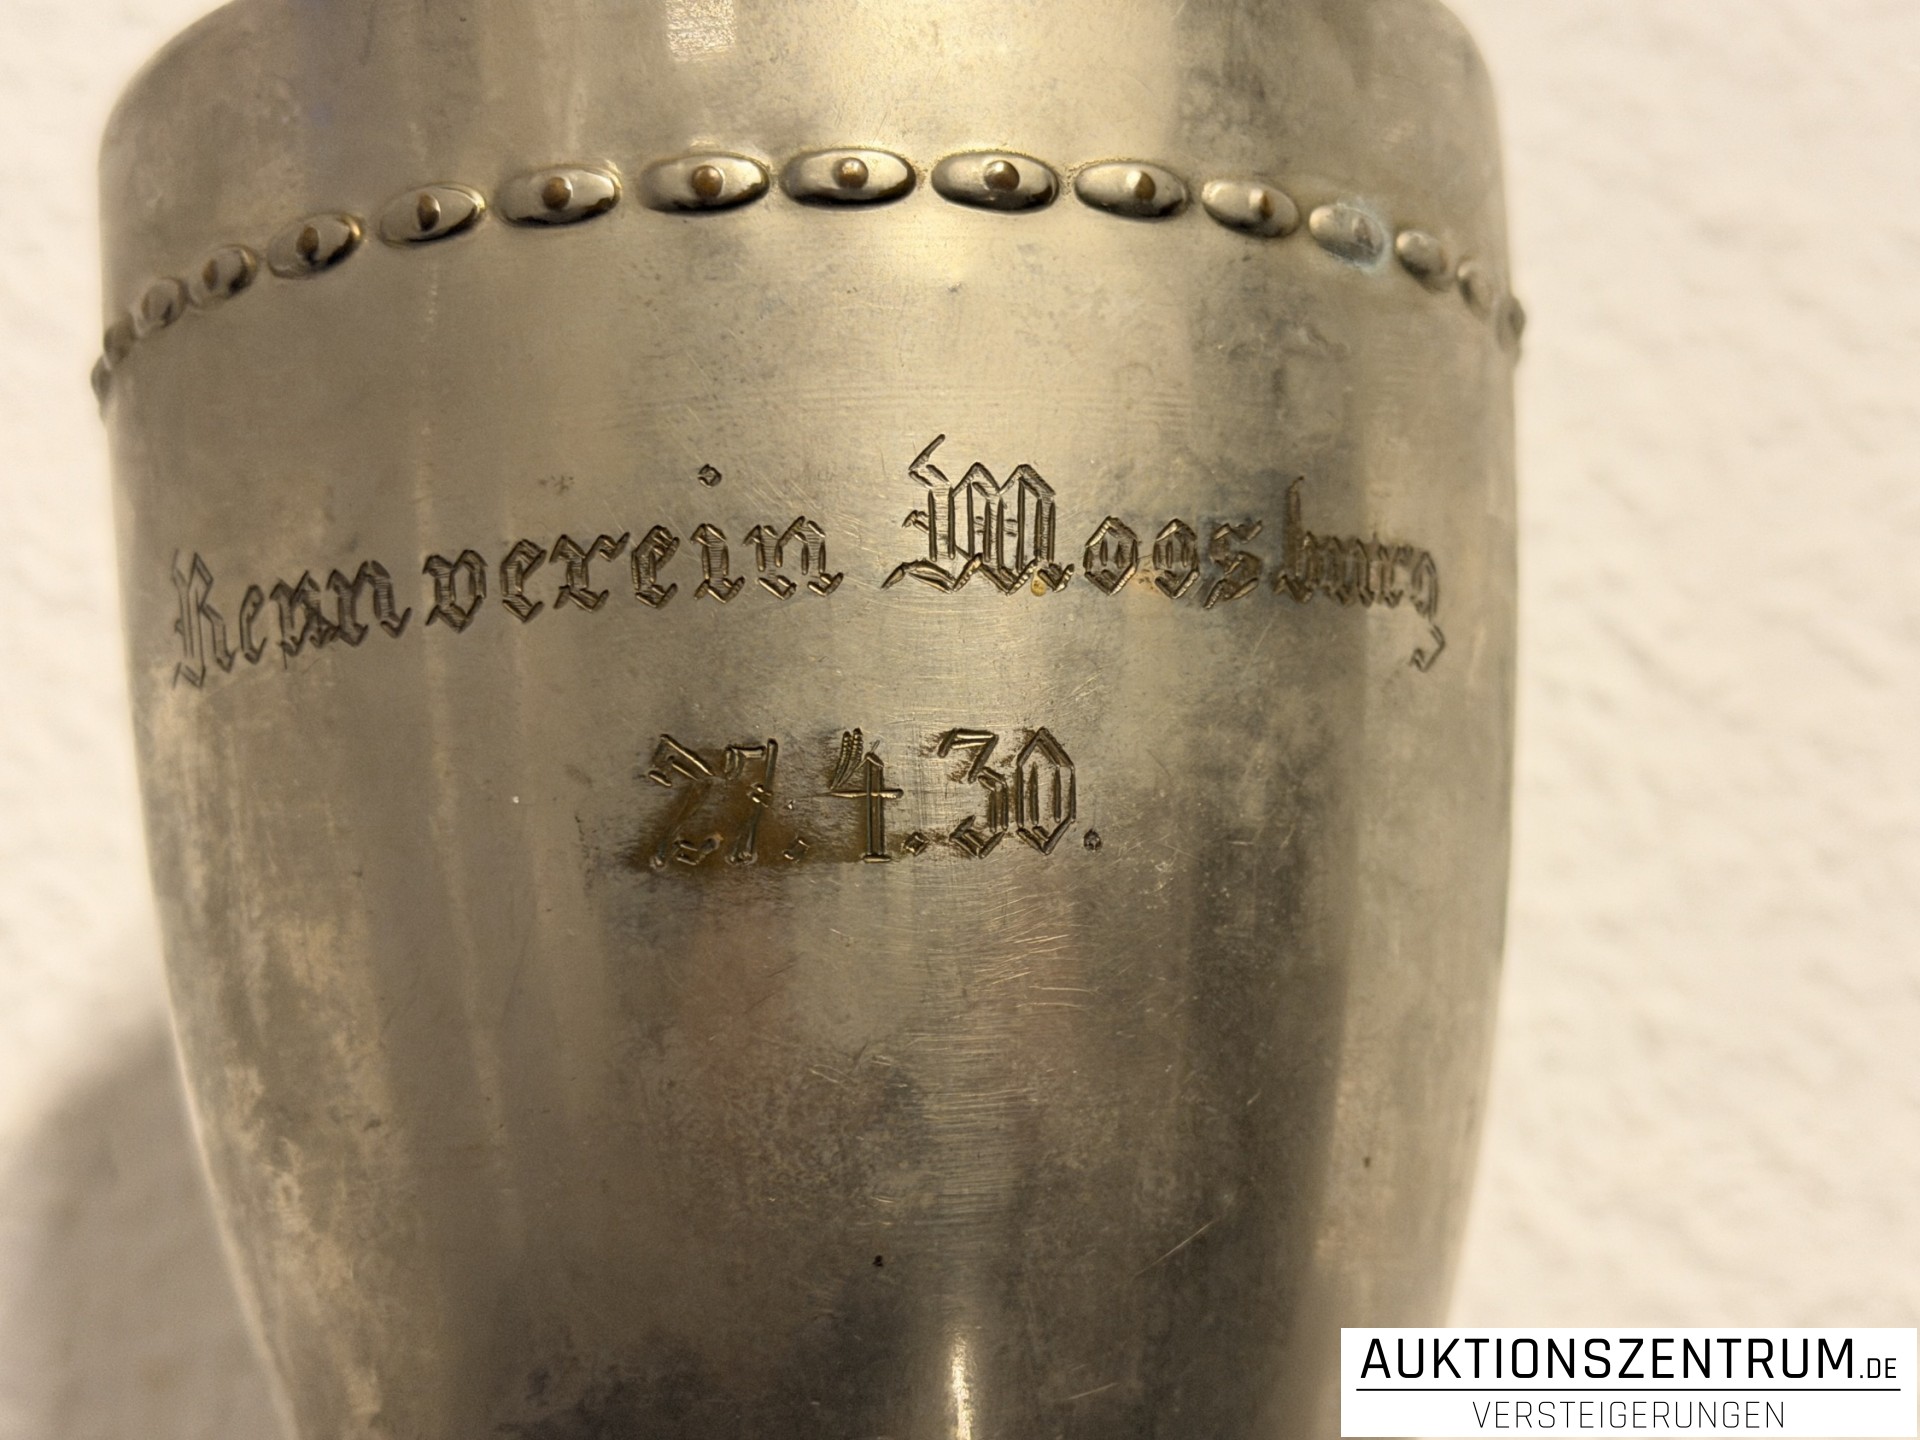 Rennverein Moosburg
27.4.30.
AUKTIONSZENTRUM.DE
VERSTEIGERUNGEN